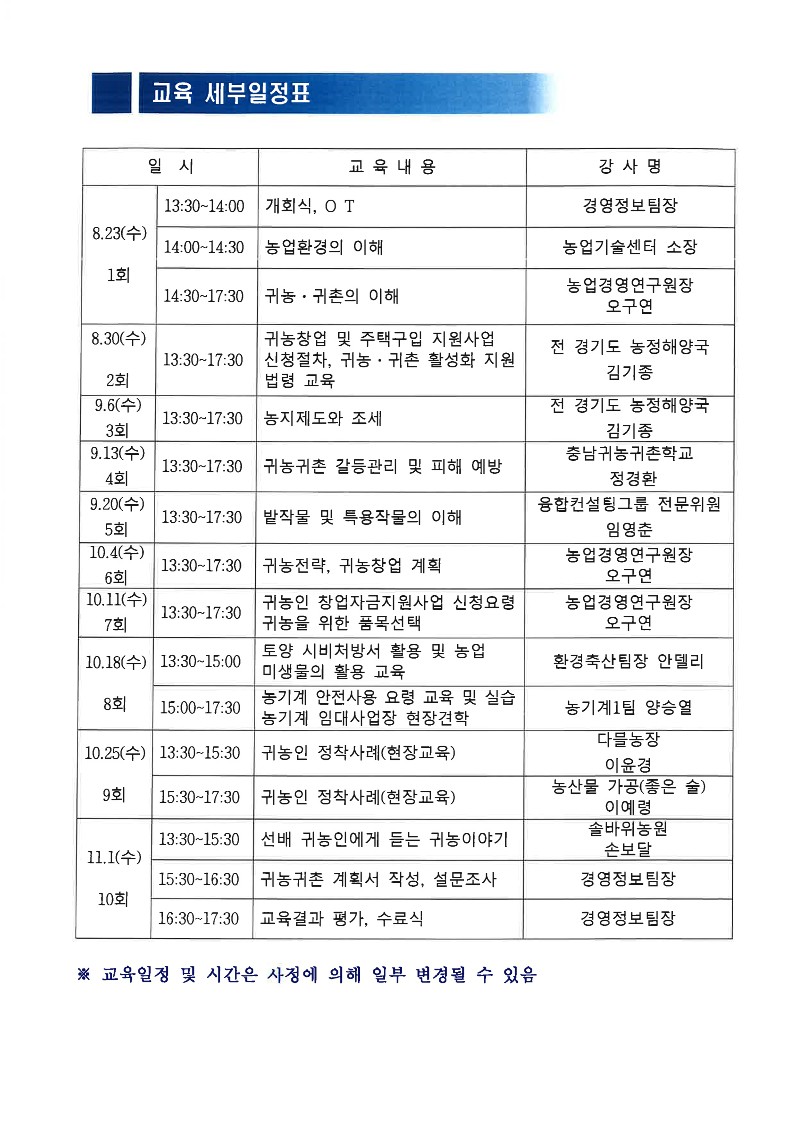 교육 세부일정표
일 시 교 육 내 용 강 사 명
8.23(수)
1회
13:30~14:00 개회식, O T 경영정보팀장
14:00~14:30 농업환경의 이해 농업기술센터 소장
14:30~17:30 귀농·귀촌의 이해 농업경영연구원장
오구연
8.30(수)
2회
13:30~17:30 귀농창업 및 주택구입 지원사업
신청절차, 귀농·귀촌 활성화 지원
법령 교육
전 경기도 농정해양국
김기종
9.6(수)
3회
13:30~17:30 농지제도와 조세 전 경기도 농정해양국
김기종
9.13(수)
4회
13:30~17:30 귀농귀촌 갈등관리 및 피해 예방 충남귀농귀촌학교
정경환
9.20(수)
5회
13:30~17:30 밭작물 및 특용작물의 이해 융합컨설팅그룹 전문위원
임영춘
10.4(수)
6회
13:30~17:30 귀농전략, 귀농창업 계획 농업경영연구원장
오구연
10.11(수)
7회
13:30~17:30 귀농인 창업자금지원사업 신청요령
귀농을 위한 품목선택
농업경영연구원장
오구연
10.18(수)
8회
13:30~15:00 토양 시비처방서 활용 및 농업
미생물의 활용 교육
환경축산팀장 안델리
15:00~17:30 농기계 안전사용 요령 교육 및 실습
농기계 임대사업장 현장견학
농기계1팀 양승열
10.25(수)
9회
13:30~15:30 귀농인 정착사례(현장교육) 다믈농장
이윤경
15:30~17:30 귀농인 정착사례(현장교육) 농산물 가공(좋은 술)
이예령
11.1(수)
10회
13:30~15:30 선배 귀농인에게 듣는 귀농이야기 솔바위농원
손보달
15:30~16:30 귀농귀촌 계획서 작성, 설문조사 경영정보팀장
16:30~17:30 교육결과 평가, 수료식 경영정보팀장
※ 교육일정 및 시간은 사정에 의해 일부 변경될 수 있음